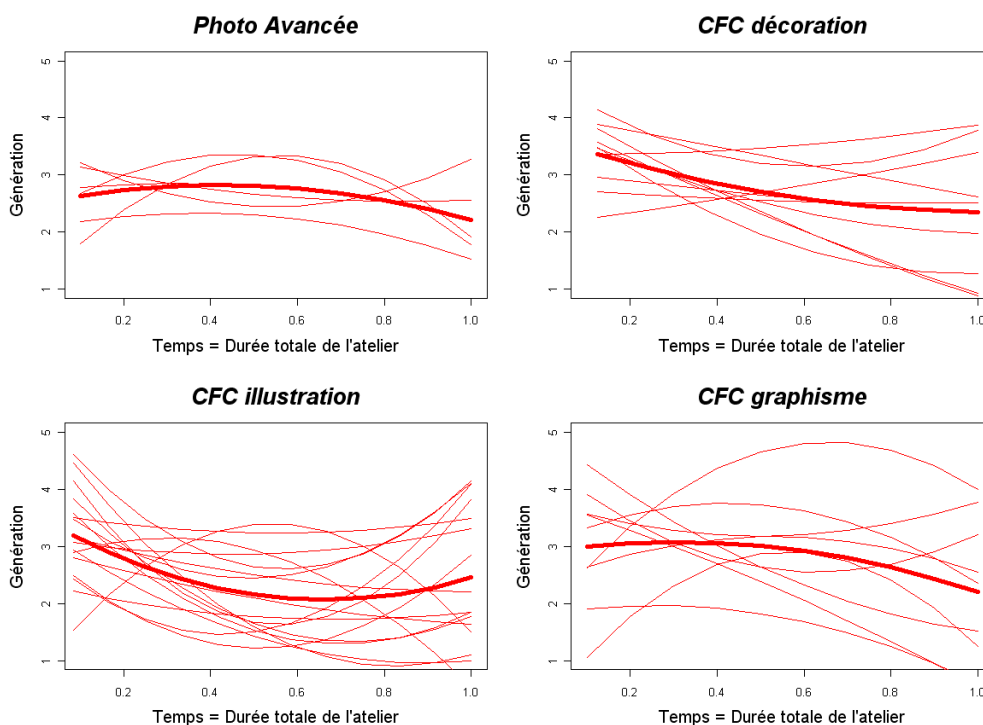 Photo Avancée
Génération
5
4
3
2
1
0.2 0.4 0.6 0.8 1.0
Temps = Durée totale de l'atelier
CFC décoration
Génération
5
4
3
2
1
0.2 0.4 0.6 0.8 1.0
Temps = Durée totale de l'atelier
CFC illustration
Génération
5
4
3
2
1
0.2 0.4 0.6 0.8 1.0
Temps = Durée totale de l'atelier
CFC graphisme
Génération
5
4
3
2
1
0.2 0.4 0.6 0.8 1.0
Temps = Durée totale de l'atelier